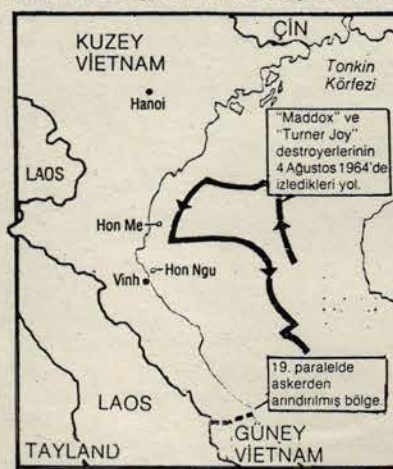 KUZEY
VİETNAM
ÇİN
Tonkin
Körfezi
Hanoi
"Maddox" ve
"Turner Joy"
destroyerlerinin
4 Ağustos 1964'de
izledikleri yol.
LAOS
Hon Me
Hon Ngu
Vinh
19. paralelde
askerden
arındırılmış bölge.
LAOS
GÜNEY
VİETNAM
TAYLAND